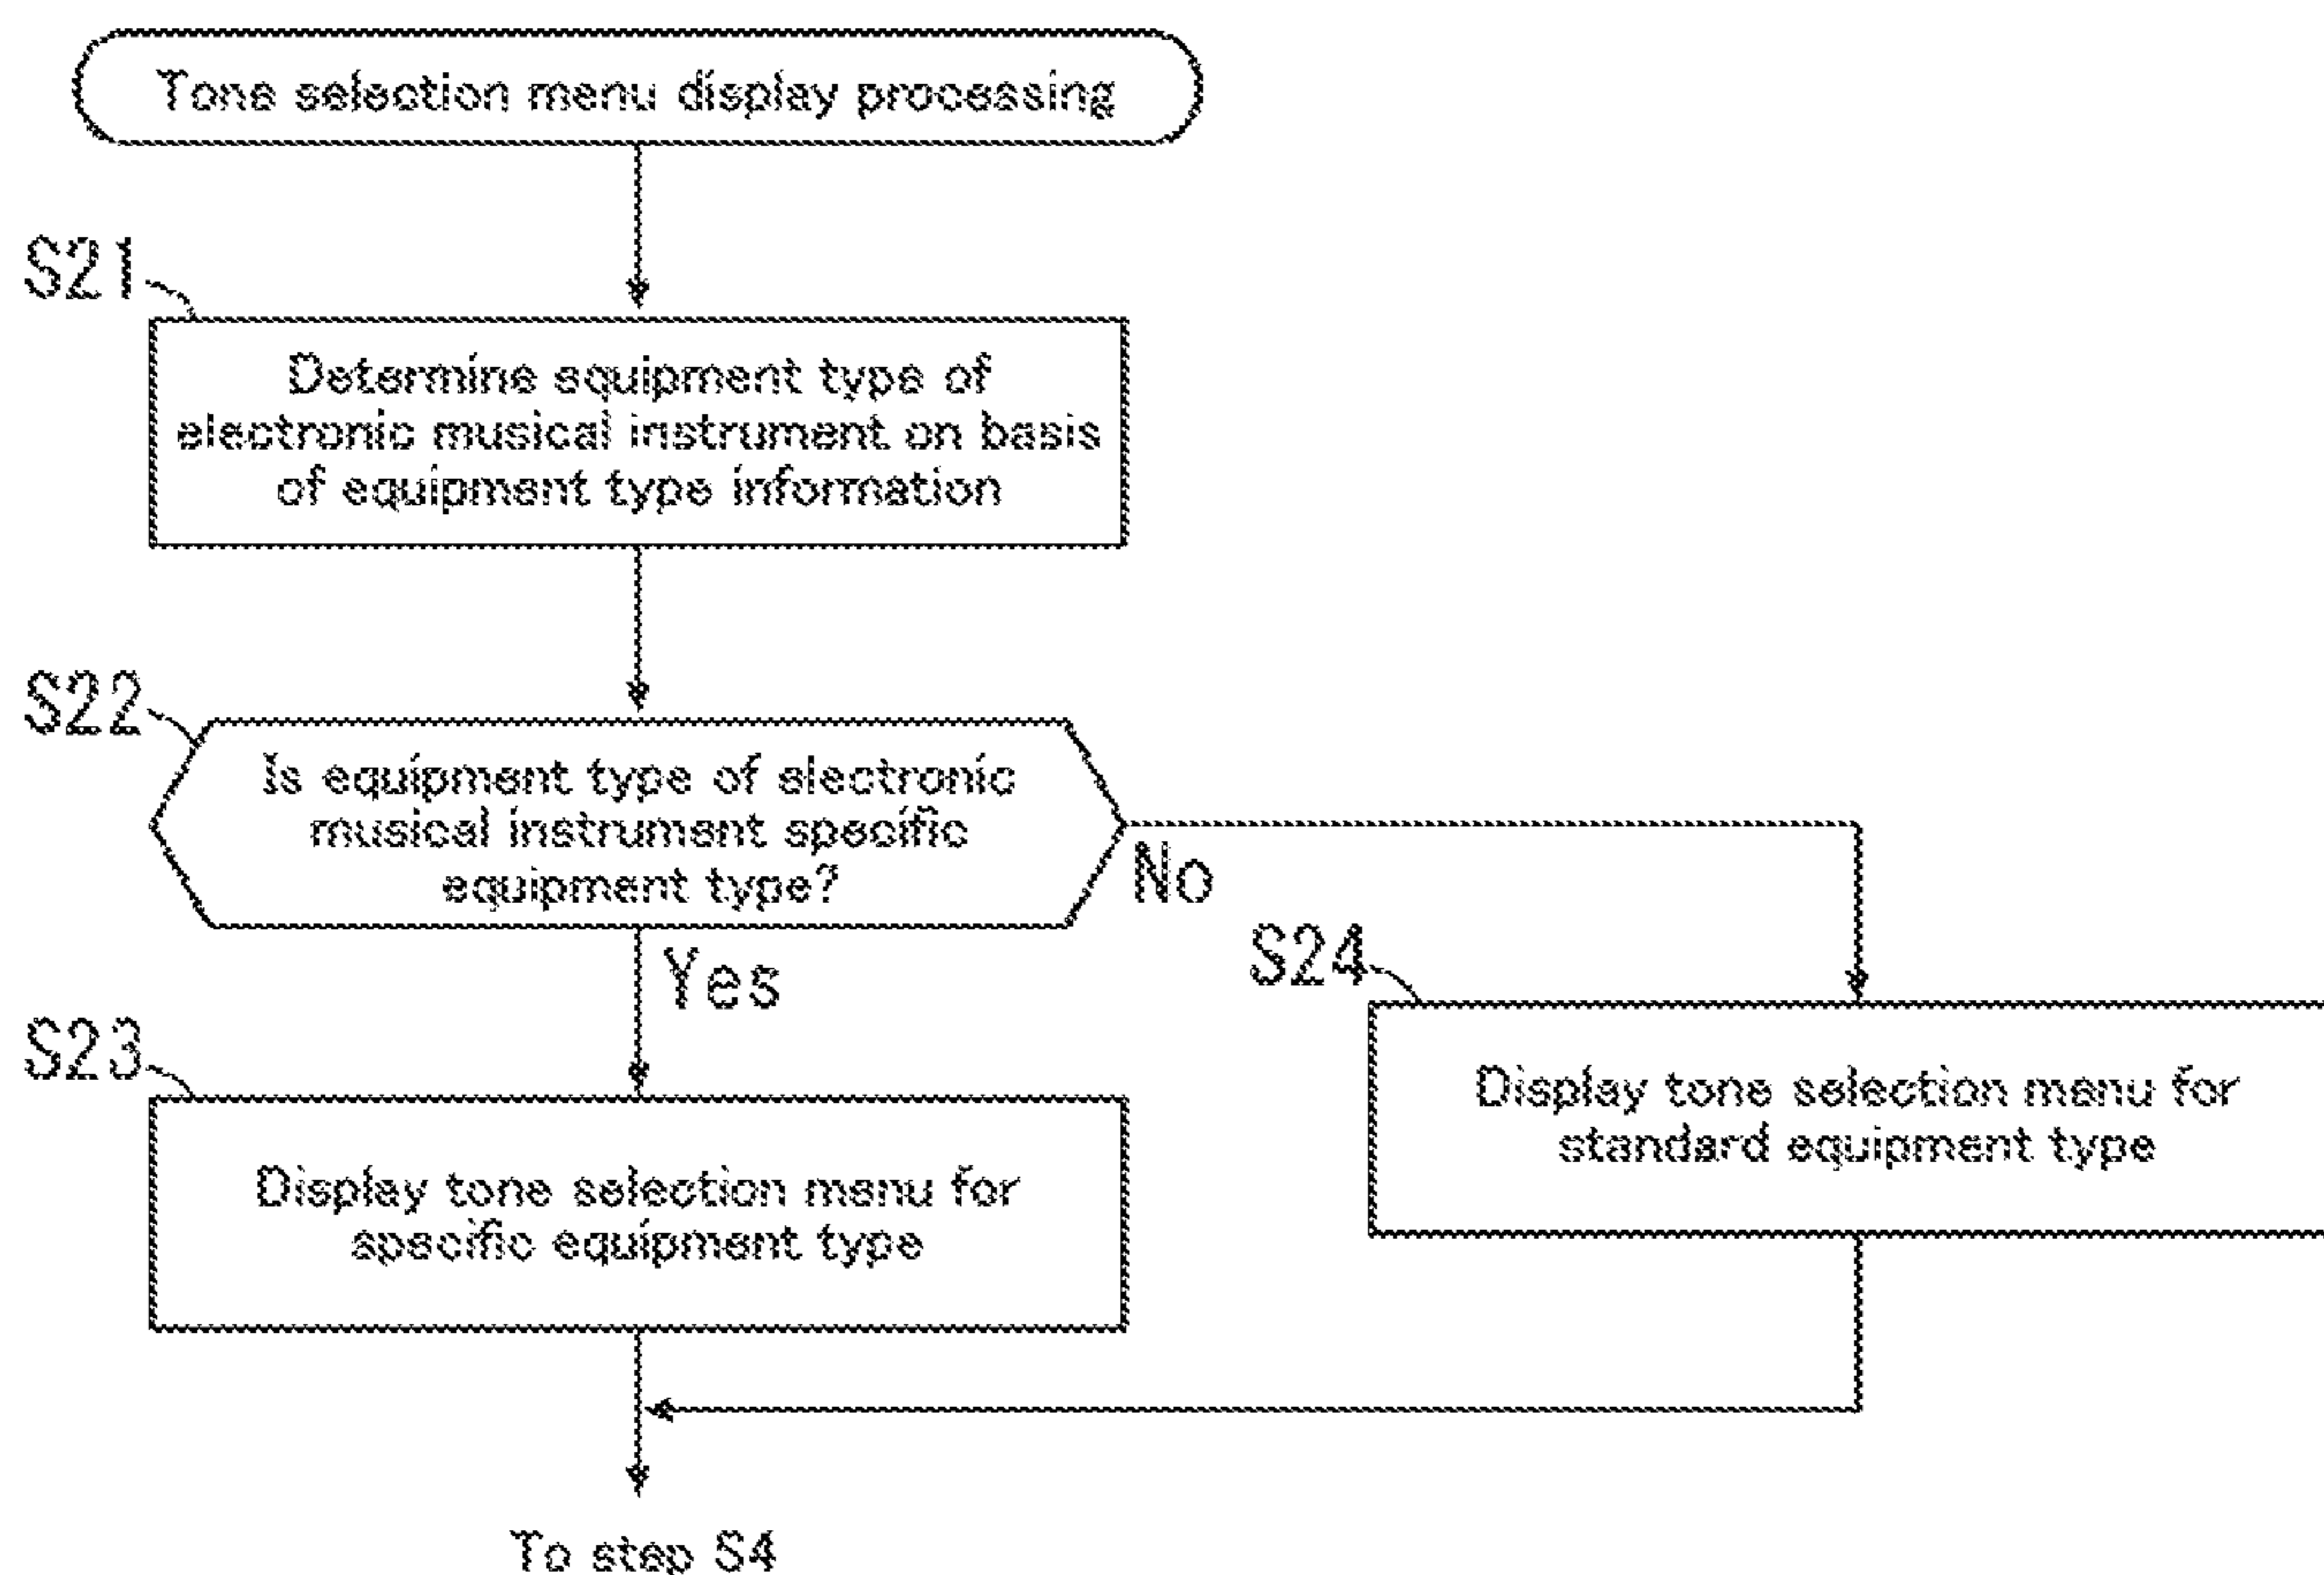 Tone selection menu display processing
S21
Determine equipment type of
electronic musical instrument on basis
of equipment type information
S22
Is equipment type of electronic
musical instrument specific
equipment type?
No
Yes
S24
Display tone selection menu for
standard equipment type
S23
Display tone selection menu for
specific equipment type
To step S4